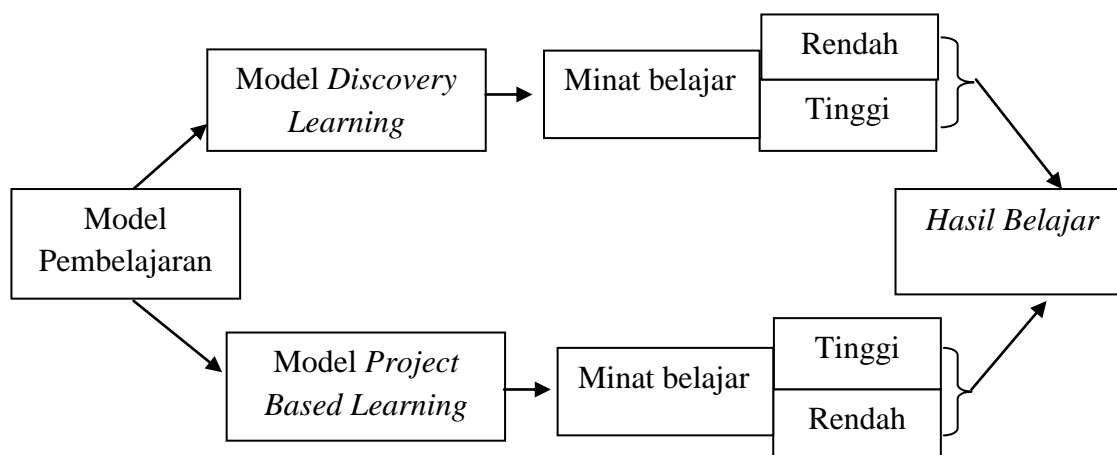 Model Discovery
Learning
Minat belajar
Rendah
Tinggi
Model
Pembelajaran
Hasil Belajar
Model Project
Based Learning
Minat belajar
Tinggi
Rendah